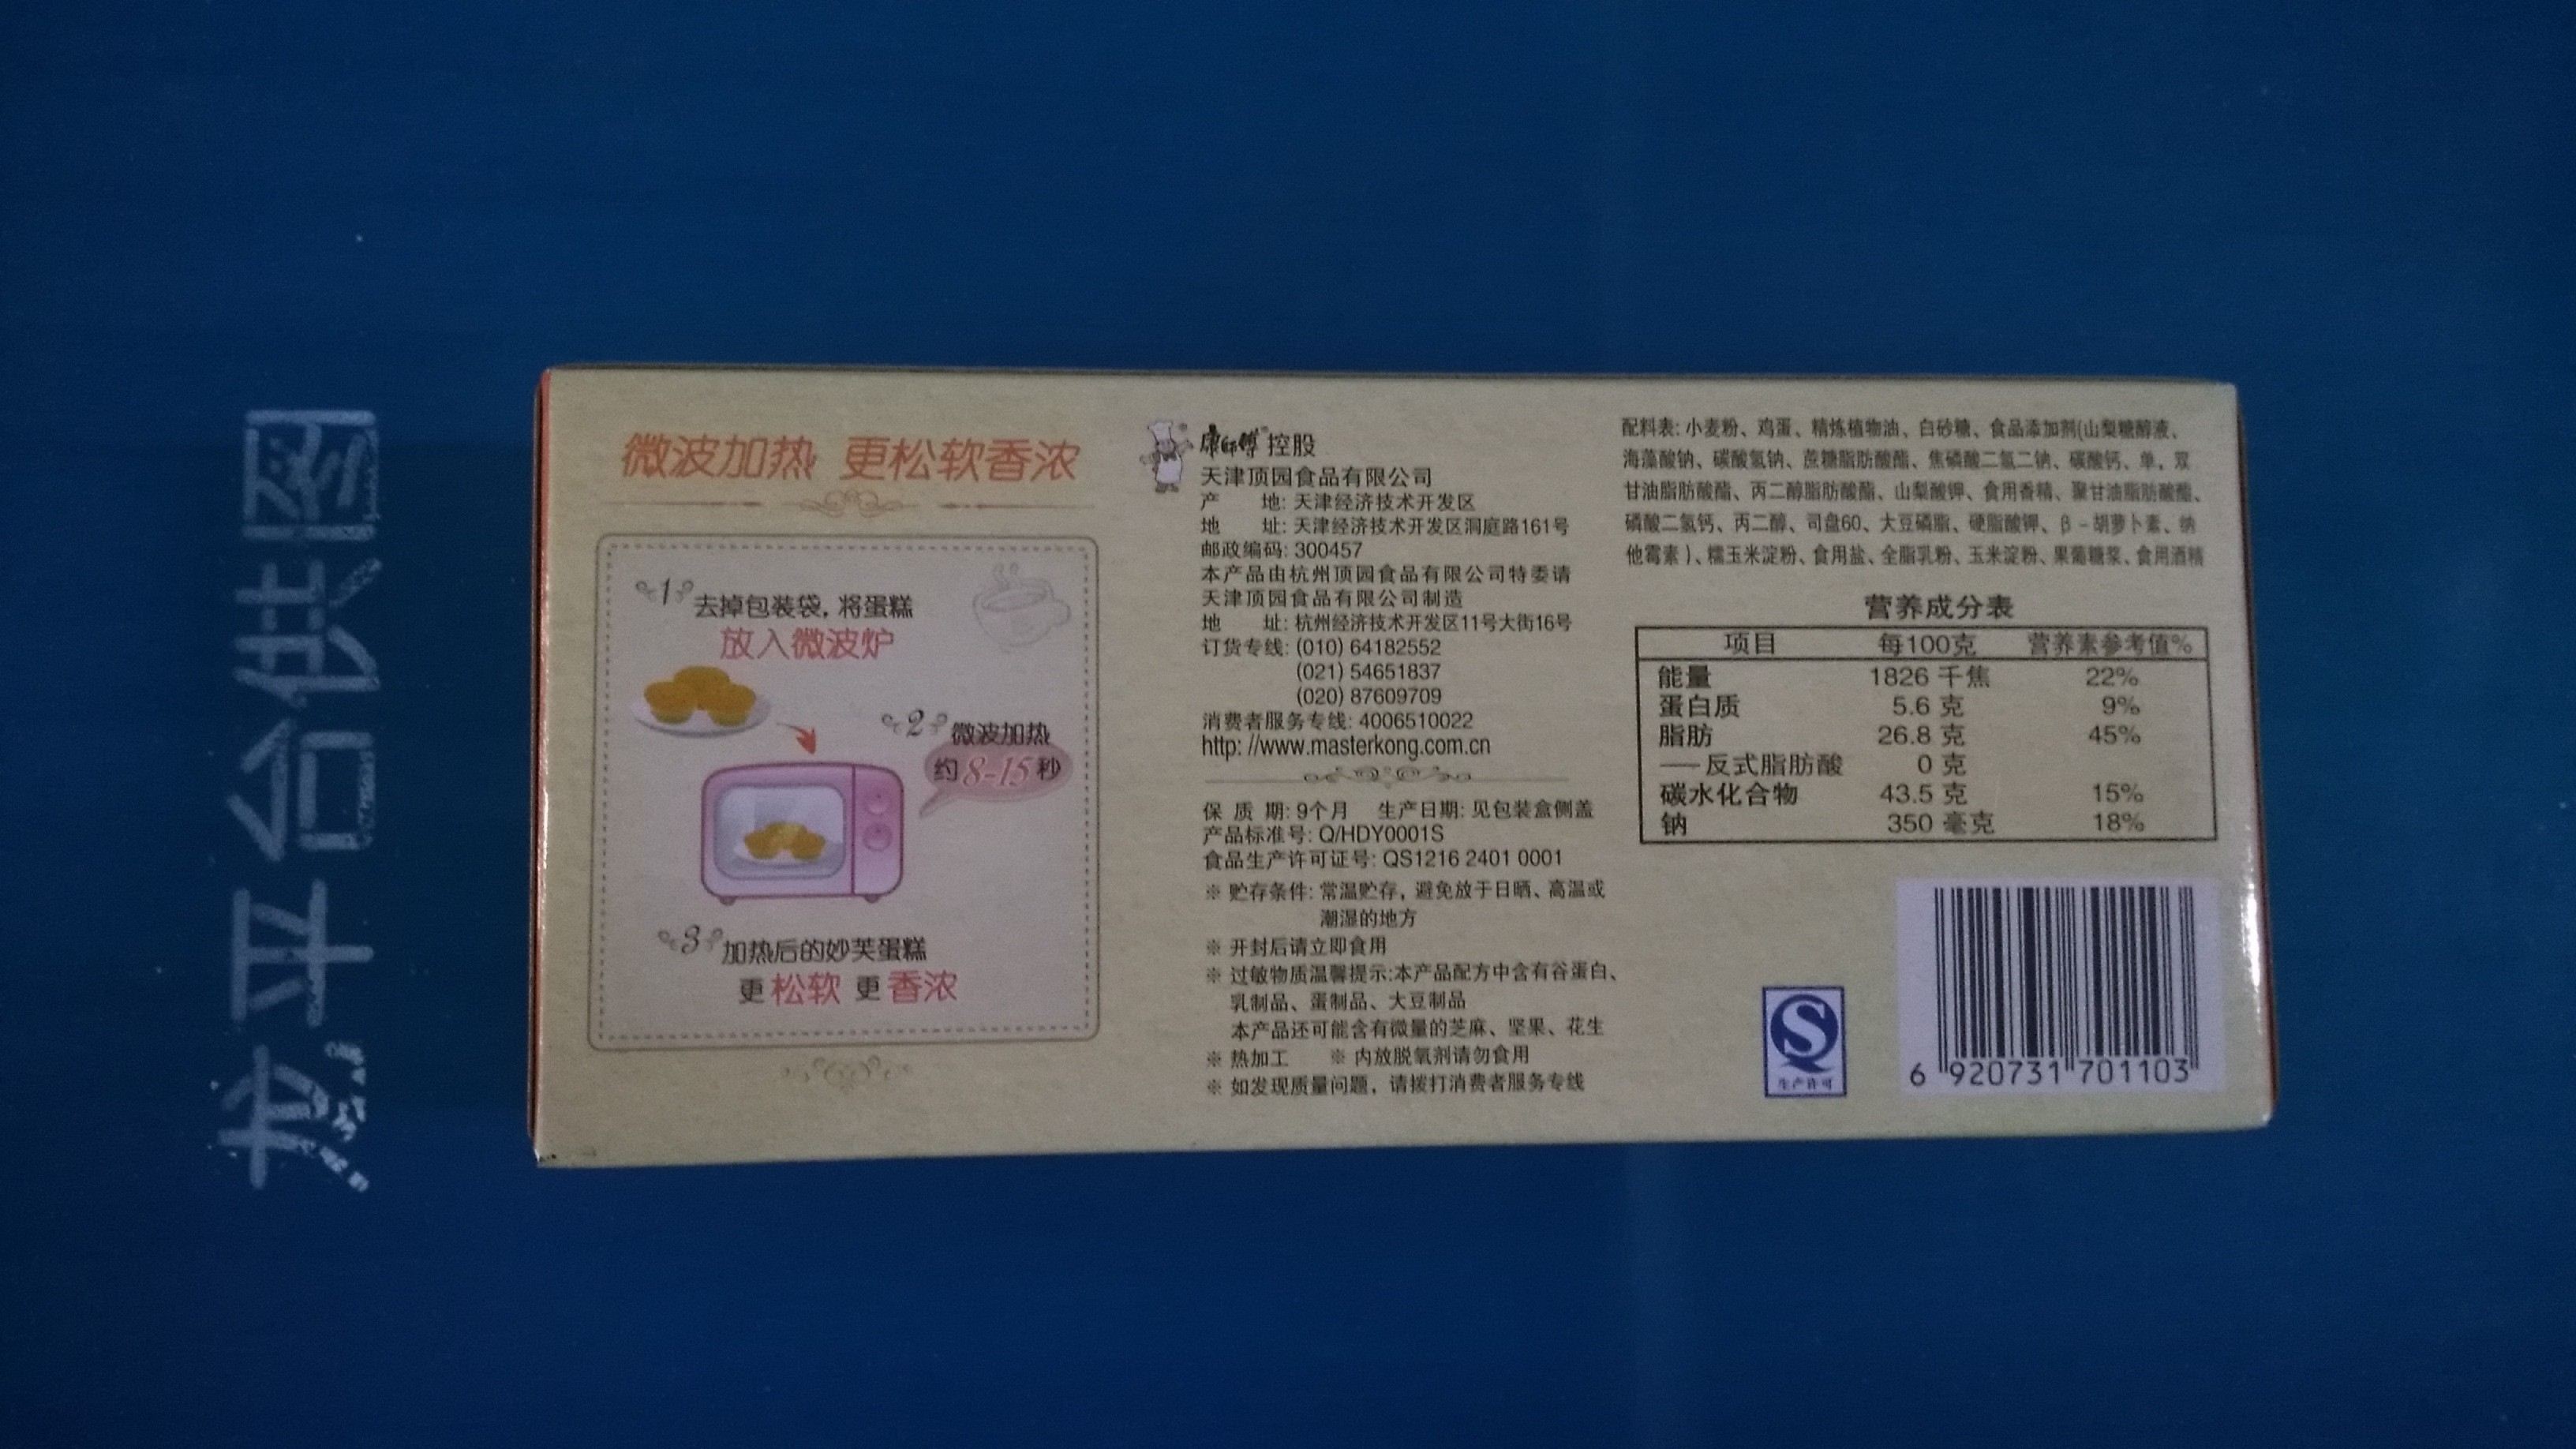 微波加热 更松软香浓
1 去掉包装袋, 将蛋糕
放入微波炉
2 微波加热
约8-15秒
3 加热后的妙芙蛋糕
更松软 更香浓
康师傅控股
天津顶园食品有限公司
产 地: 天津经济技术开发区
地 址: 天津经济技术开发区洞庭路161号
邮政编码: 300457
本产品由杭州顶园食品有限公司特委请
天津顶园食品有限公司制造
地 址: 杭州经济技术开发区11号大街16号
订货专线: (010) 64182552
(021) 54651837
(020) 87609709
消费者服务专线: 4006510022
http: //www.masterkong.com.cn
保 质 期: 9个月 生产日期: 见包装盒侧盖
产品标准号: Q/HDY0001S
食品生产许可证号: QS1216 2401 0001
※ 贮存条件: 常温贮存, 避免放于日晒、高温或
潮湿的地方
※ 开封后请立即食用
※ 过敏物质温馨提示:本产品配方中含有谷蛋白、
乳制品、蛋制品、大豆制品
本产品还可能含有微量的芝麻、坚果、花生
※ 热加工 ※ 内放脱氧剂请勿食用
※ 如发现质量问题, 请拨打消费者服务专线
配料表: 小麦粉、鸡蛋、精炼植物油、白砂糖、食品添加剂(山梨糖醇液、
海藻酸钠、碳酸氢钠、蔗糖脂肪酸酯、焦磷酸二氢二钠、碳酸钙、单, 双
甘油脂肪酸酯、丙二醇脂肪酸酯、山梨酸钾、食用香精、聚甘油脂肪酸酯、
磷酸二氢钙、丙二醇、司盘60、大豆磷脂、硬脂酸钾、β-胡萝卜素、纳
他霉素)、糯玉米淀粉、食用盐、全脂乳粉、玉米淀粉、果葡糖浆、食用酒精
营养成分表
项目 每100克 营养素参考值%
能量 1826 千焦 22%
蛋白质 5.6 克 9%
脂肪 26.8 克 45%
—反式脂肪酸 0 克
碳水化合物 43.5 克 15%
钠 350 毫克 18%
生产许可
6 920731 701103
平台供图